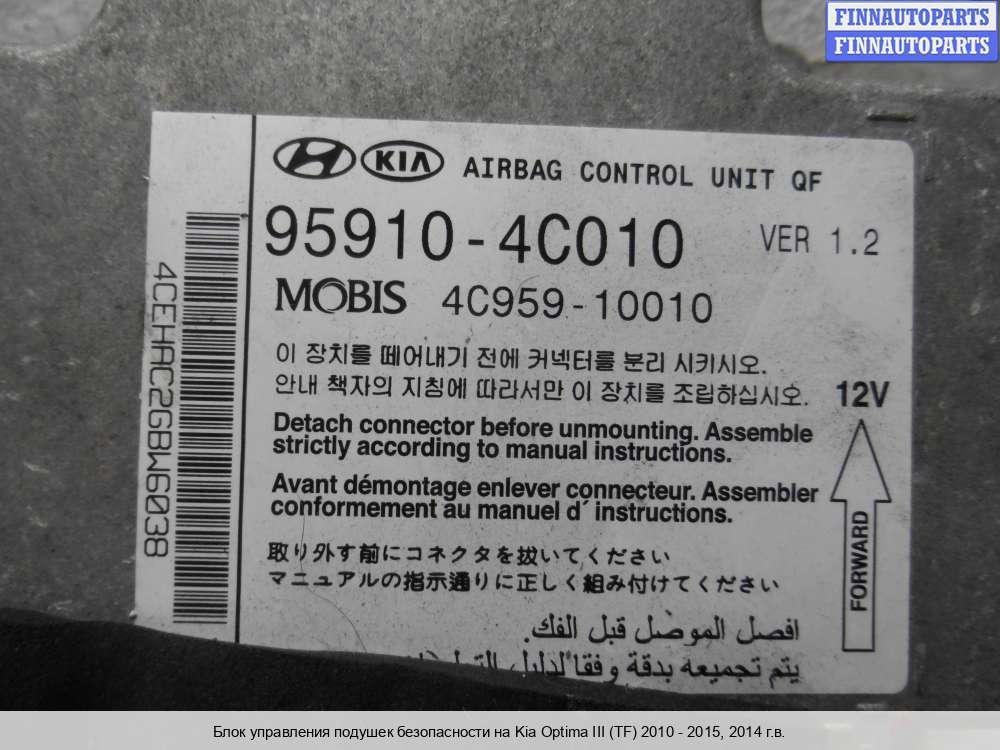 FINNAUTOPARTS
FINNAUTOPARTS
KIA AIRBAG CONTROL UNIT QF
95910-4C010 VER 1.2
MOBIS 4C959-10010
4CEHAC2GBW6038
이 장치를 떼어내기 전에 커넥터를 분리 시키시오.
안내 책자의 지침에 따라서만 이 장치를 조립하십시오.
12V
Detach connector before unmounting. Assemble
strictly according to manual instructions.
Avant démontage enlever connecteur. Assembler
conformement au manuel d´instructions.
FORWARD
取り外す前にコネクタを抜いてください
マニュアルの指示通りに正しく組み付けてください
افصل الموصل قبل الفك.
يتم تجميعه بدقة وفقا لدليل
Блок управления подушек безопасности на Kia Optima III (TF) 2010 - 2015, 2014 г.в.